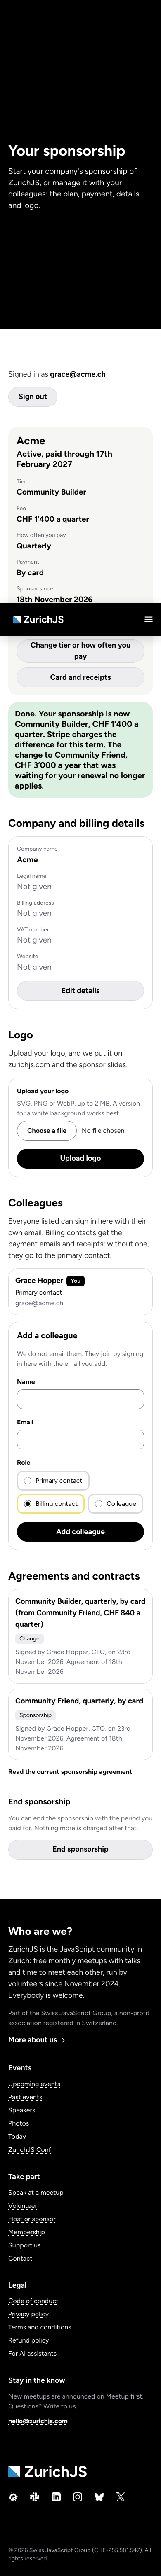 Your sponsorship
Start your company's sponsorship of
ZurichJS, or manage it with your
colleagues: the plan, payment, details
and logo.
Signed in as grace@acme.ch
Sign out
Acme
Active, paid through 17th
February 2027
Tier
Community Builder
Fee
CHF 1'400 a quarter
How often you pay
Quarterly
Payment
By card
Sponsor since
18th November 2026
ZurichJS
Change tier or how often you
pay
Card and receipts
Done. Your sponsorship is now
Community Builder, CHF 1'400 a
quarter. Stripe charges the
difference for this term. The
change to Community Friend,
CHF 3'000 a year that was
waiting for your renewal no longer
applies.
Company and billing details
Company name
Acme
Legal name
Not given
Billing address
Not given
VAT number
Not given
Website
Not given
Edit details
Logo
Upload your logo, and we put it on
zurichjs.com and the sponsor slides.
Upload your logo
SVG, PNG or WebP, up to 2 MB. A version
for a white background works best.
Choose a file No file chosen
Upload logo
Colleagues
Everyone listed can sign in here with their
own email. Billing contacts get the
payment emails and receipts; without one,
they go to the primary contact.
Grace Hopper You
Primary contact
grace@acme.ch
Add a colleague
We do not email them. They join by signing
in here with the email you add.
Name
Email
Role
Primary contact
Billing contact Colleague
Add colleague
Agreements and contracts
Community Builder, quarterly, by card
(from Community Friend, CHF 840 a
quarter)
Change
Signed by Grace Hopper, CTO, on 23rd
November 2026. Agreement of 18th
November 2026.
Community Friend, quarterly, by card
Sponsorship
Signed by Grace Hopper, CTO, on 23rd
November 2026. Agreement of 18th
November 2026.
Read the current sponsorship agreement
End sponsorship
You can end the sponsorship with the period you
paid for. Nothing more is charged after that.
End sponsorship
Who are we?
ZurichJS is the JavaScript community in
Zurich: free monthly meetups with talks
and time to meet each other, run by
volunteers since November 2024.
Everybody is welcome.
Part of the Swiss JavaScript Group, a non-profit
association registered in Switzerland.
More about us
Events
Upcoming events
Past events
Speakers
Photos
Today
ZurichJS Conf
Take part
Speak at a meetup
Volunteer
Host or sponsor
Membership
Support us
Contact
Legal
Code of conduct
Privacy policy
Terms and conditions
Refund policy
For AI assistants
Stay in the know
New meetups are announced on Meetup first.
Questions? Write to us.
hello@zurichjs.com
ZurichJS
© 2026 Swiss JavaScript Group (CHE-255.581.547). All
rights reserved.